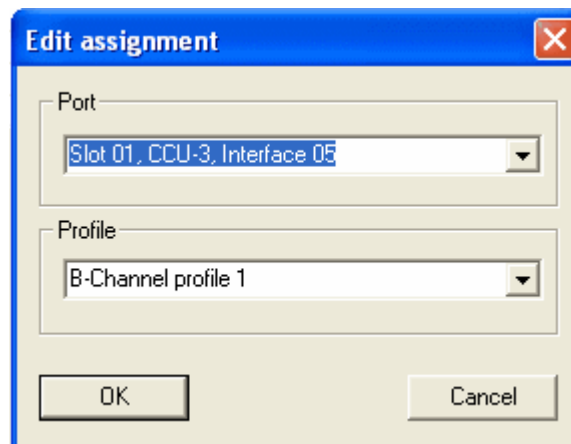 Edit assignment
Port
Slot 01, CCU-3, Interface 05
Profile
B-Channel profile 1
OK
Cancel